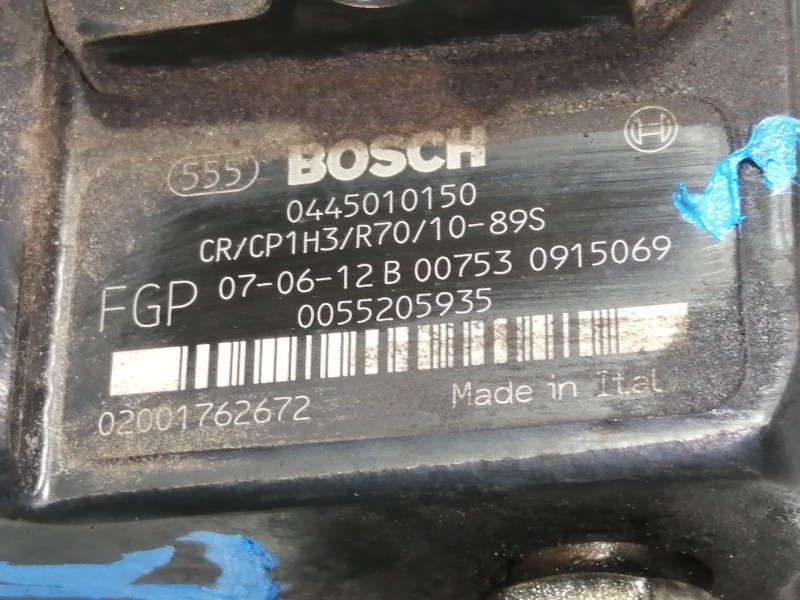 555 BOSCH
0445010150
CR/CP1H3/R70/10-89S
FGP 07-06-12 B 00753 0915069
0055205935
02001762672 Made in Ital